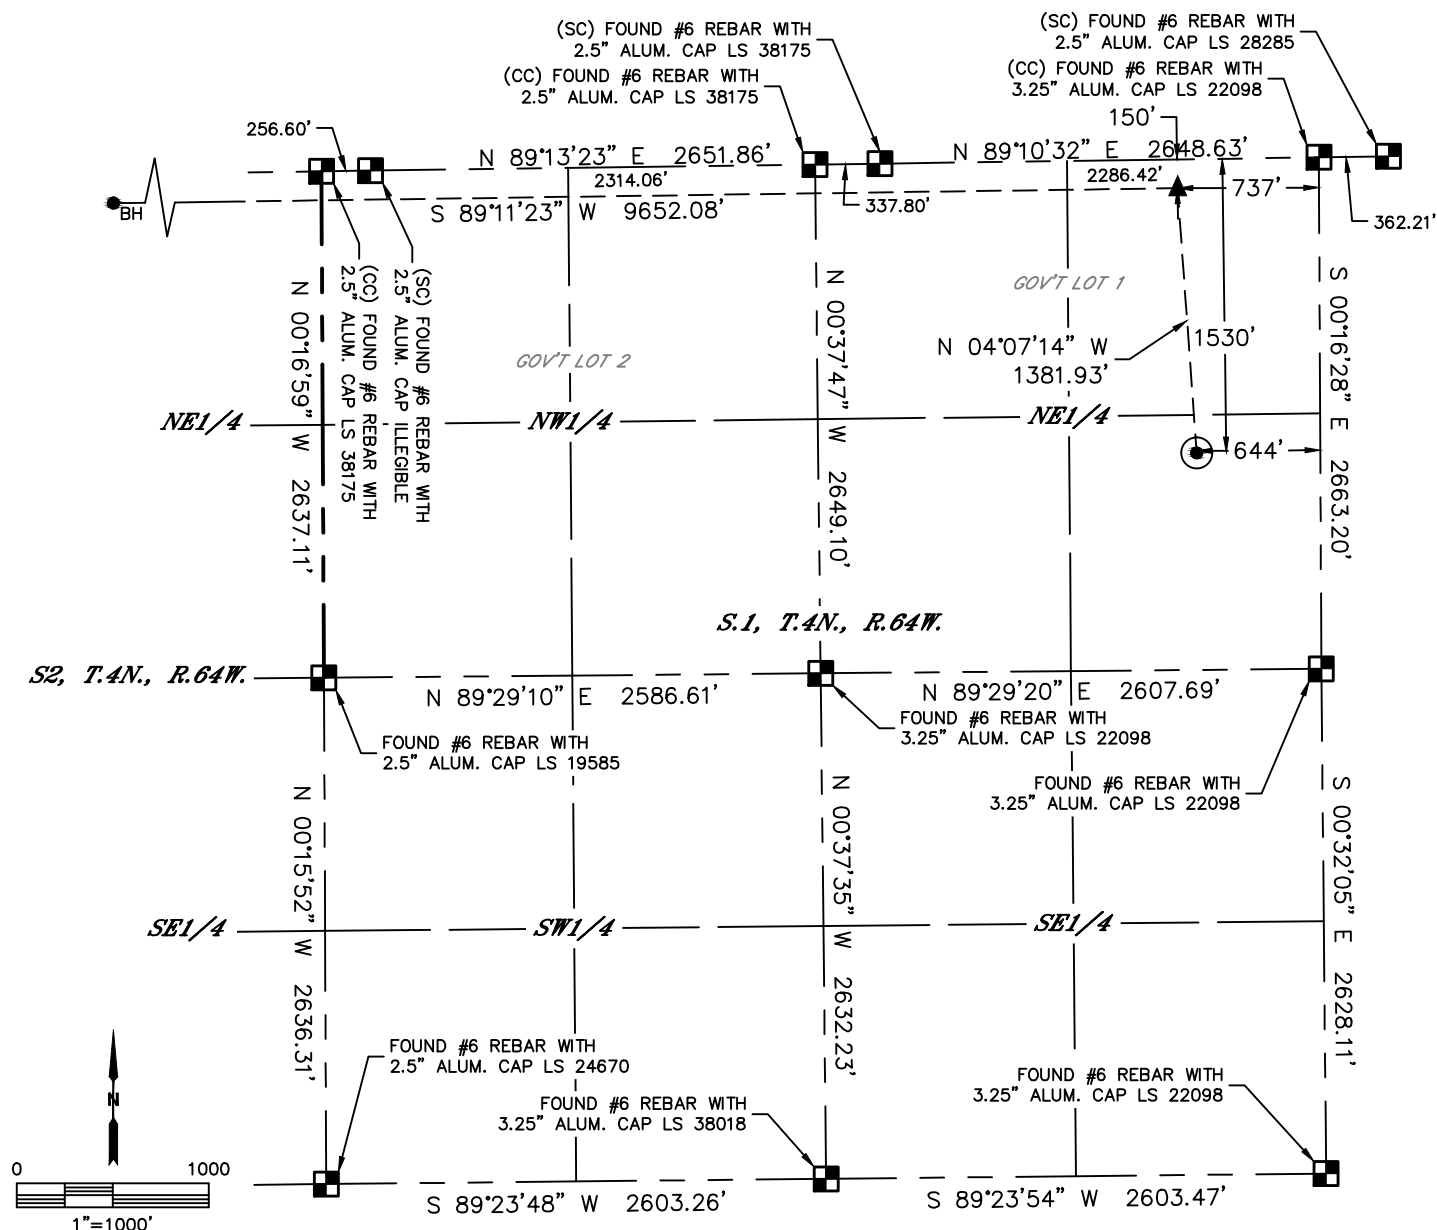 (SC) FOUND #6 REBAR WITH
2.5" ALUM. CAP LS 38175
(CC) FOUND #6 REBAR WITH
2.5" ALUM. CAP LS 38175
(SC) FOUND #6 REBAR WITH
2.5" ALUM. CAP LS 28285
(CC) FOUND #6 REBAR WITH
3.25" ALUM. CAP LS 22098
256.60'
150'
N 89°13'23" E 2651.86'
N 89°10'32" E 2648.63'
2314.06'
2286.42'
737'
BH
S 89°11'23" W 9652.08'
337.80'
362.21'
(CC) FOUND #6 REBAR WITH
2.5" ALUM. CAP LS 38175
(SC) FOUND #6 REBAR WITH
2.5" ALUM. CAP ILLEGIBLE
N 00°16'59" W 2637.11'
N 00°37'47" W 2649.10'
S 00°16'28" E 2663.20'
GOV'T LOT 1
GOV'T LOT 2
N 04°07'14" W
1381.93'
1530'
NE1/4
NW1/4
NE1/4
644'
S.1, T.4N., R.64W.
S2, T.4N., R.64W.
N 89°29'10" E 2586.61'
N 89°29'20" E 2607.69'
FOUND #6 REBAR WITH
3.25" ALUM. CAP LS 22098
FOUND #6 REBAR WITH
2.5" ALUM. CAP LS 19585
FOUND #6 REBAR WITH
3.25" ALUM. CAP LS 22098
N 00°15'52" W 2636.31'
N 00°37'35" W 2632.23'
S 00°32'05" E 2628.11'
SE1/4
SW1/4
SE1/4
FOUND #6 REBAR WITH
2.5" ALUM. CAP LS 24670
FOUND #6 REBAR WITH
3.25" ALUM. CAP LS 38018
FOUND #6 REBAR WITH
3.25" ALUM. CAP LS 22098
N
0 1000
1"=1000'
S 89°23'48" W 2603.26'
S 89°23'54" W 2603.47'